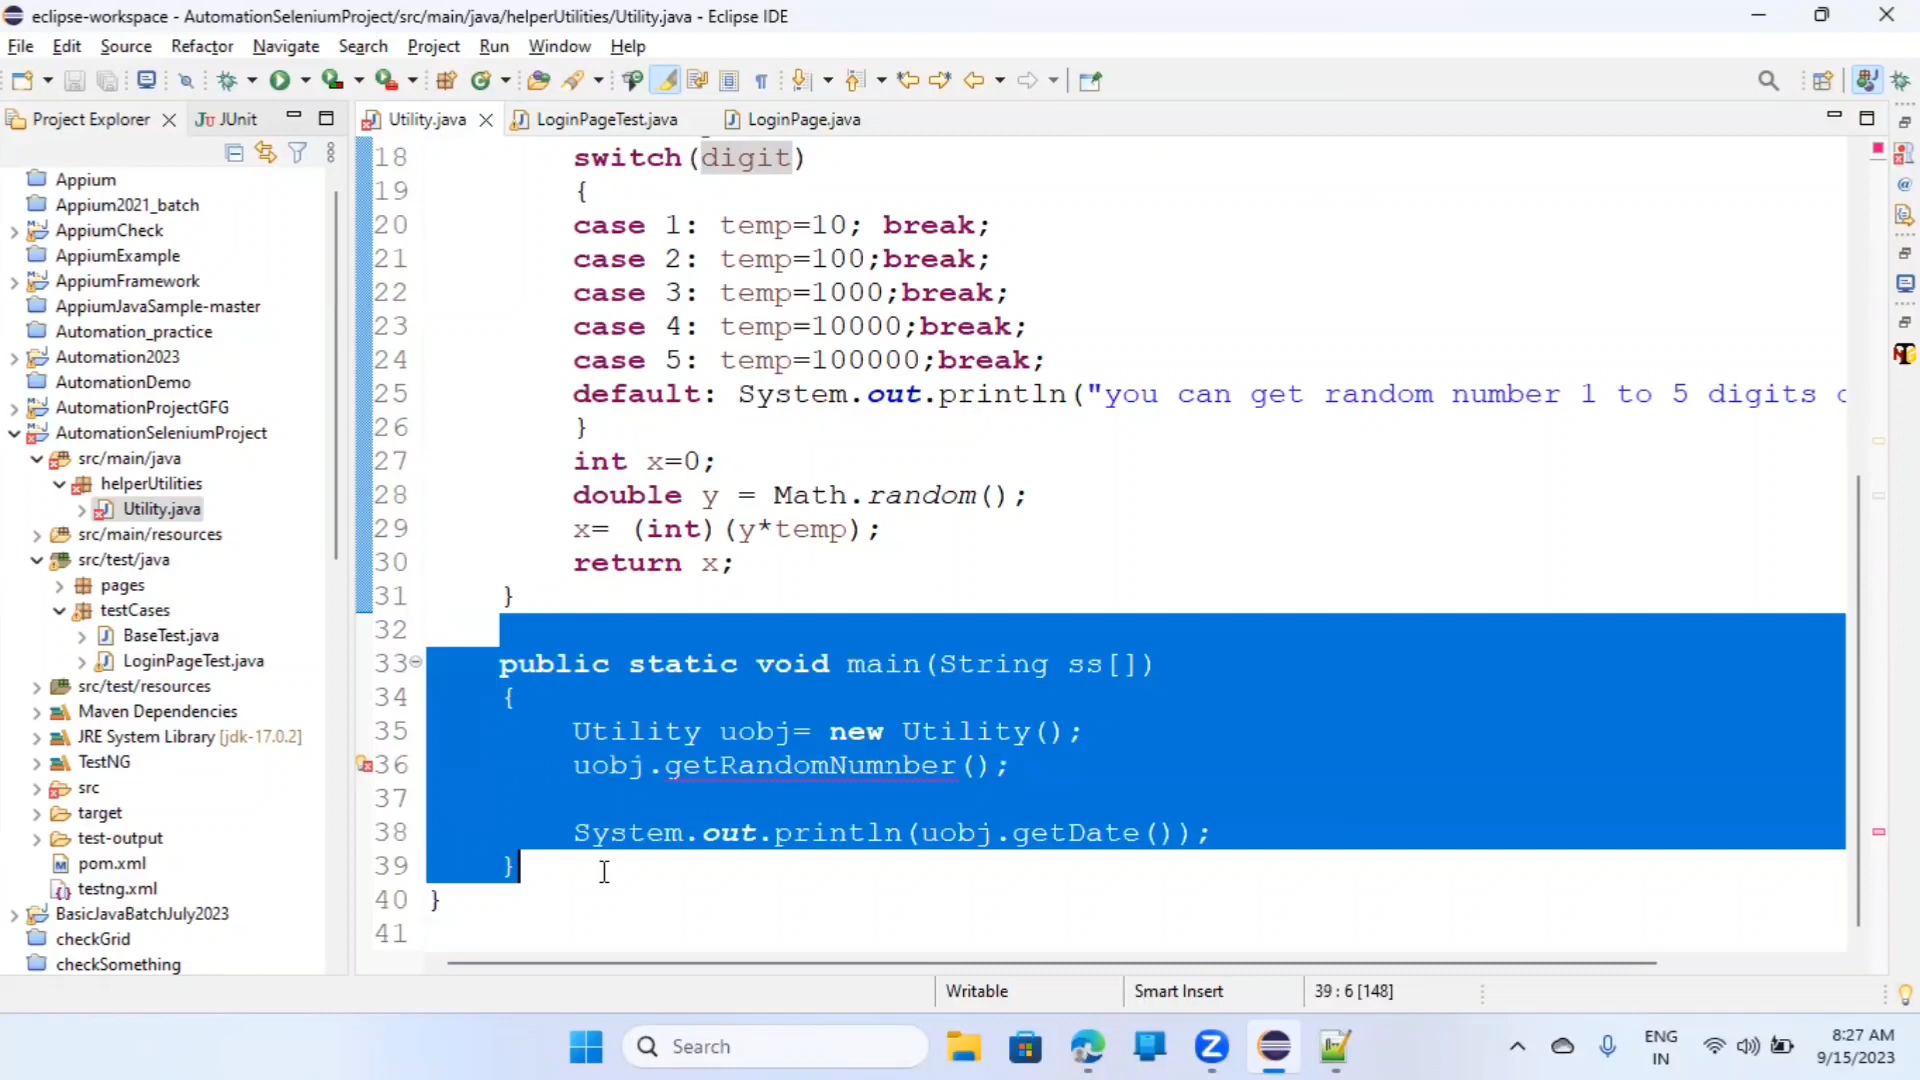 eclipse-workspace - AutomationSeleniumProject/src/main/java/helperUtilities/Utility.java - Eclipse IDE
File Edit Source Refactor Navigate Search Project Run Window Help
Project Explorer
JUnit
Utility.java
LoginPageTest.java
LoginPage.java
Appium
Appium2021_batch
AppiumCheck
AppiumExample
AppiumFramework
AppiumJavaSample-master
Automation_practice
Automation2023
AutomationDemo
AutomationProjectGFG
AutomationSeleniumProject
src/main/java
helperUtilities
Utility.java
src/main/resources
src/test/java
pages
testCases
BaseTest.java
LoginPageTest.java
src/test/resources
Maven Dependencies
JRE System Library [jdk-17.0.2]
TestNG
src
target
test-output
pom.xml
testng.xml
BasicJavaBatchJuly2023
checkGrid
checkSomething
18 switch(digit)
19 {
20 case 1: temp=10; break;
21 case 2: temp=100;break;
22 case 3: temp=1000;break;
23 case 4: temp=10000;break;
24 case 5: temp=100000;break;
25 default: System.out.println("you can get random number 1 to 5 digits
26 }
27 int x=0;
28 double y = Math.random();
29 x= (int)(y*temp);
30 return x;
31 }
32
33 public static void main(String ss[])
34 {
35 Utility uobj= new Utility();
36 uobj.getRandomNumnber();
37
38 System.out.println(uobj.getDate());
39 }
40 }
41
Writable
Smart Insert
39 : 6 [148]
Search
ENG
IN
8:27 AM
9/15/2023